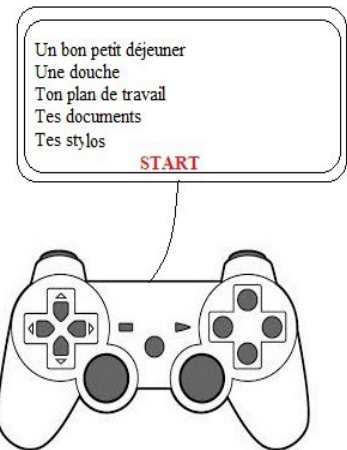 Un bon petit déjeuner
Une douche
Ton plan de travail
Tes documents
Tes stylos
START